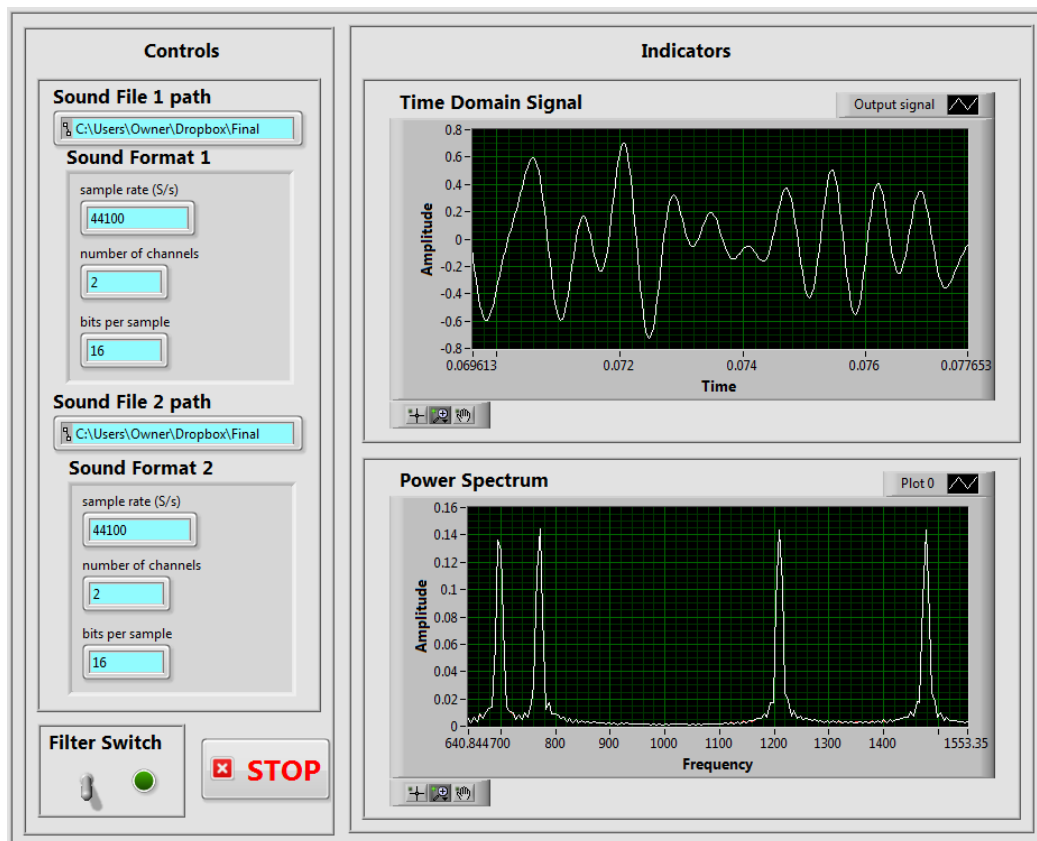 Controls
Sound File 1 path
C:\Users\Owner\Dropbox\Final
Sound Format 1
sample rate (S/s)
44100
number of channels
2
bits per sample
16
Sound File 2 path
C:\Users\Owner\Dropbox\Final
Sound Format 2
sample rate (S/s)
44100
number of channels
2
bits per sample
16
Filter Switch
STOP
Indicators
Time Domain Signal
Output signal
Amplitude
0.8
0.6
0.4
0.2
0
-0.2
-0.4
-0.6
-0.8
0.069613 0.072 0.074 0.076 0.077653
Time
Power Spectrum
Plot 0
Amplitude
0.16
0.14
0.12
0.1
0.08
0.06
0.04
0.02
0
640.844 700 800 900 1000 1100 1200 1300 1400 1553.35
Frequency